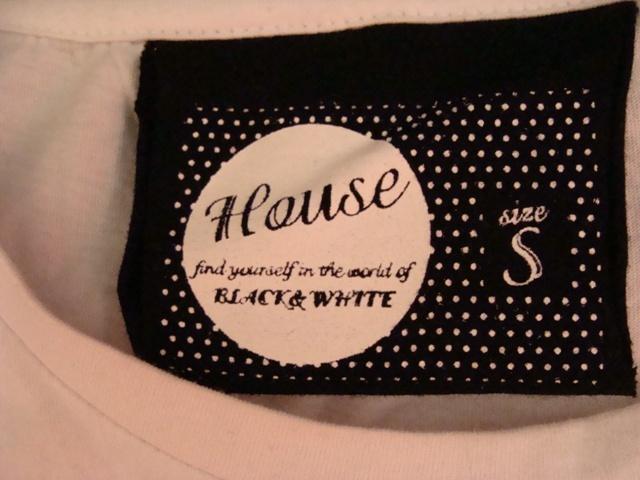 House
find yourself in the world of
BLACK & WHITE
size
S